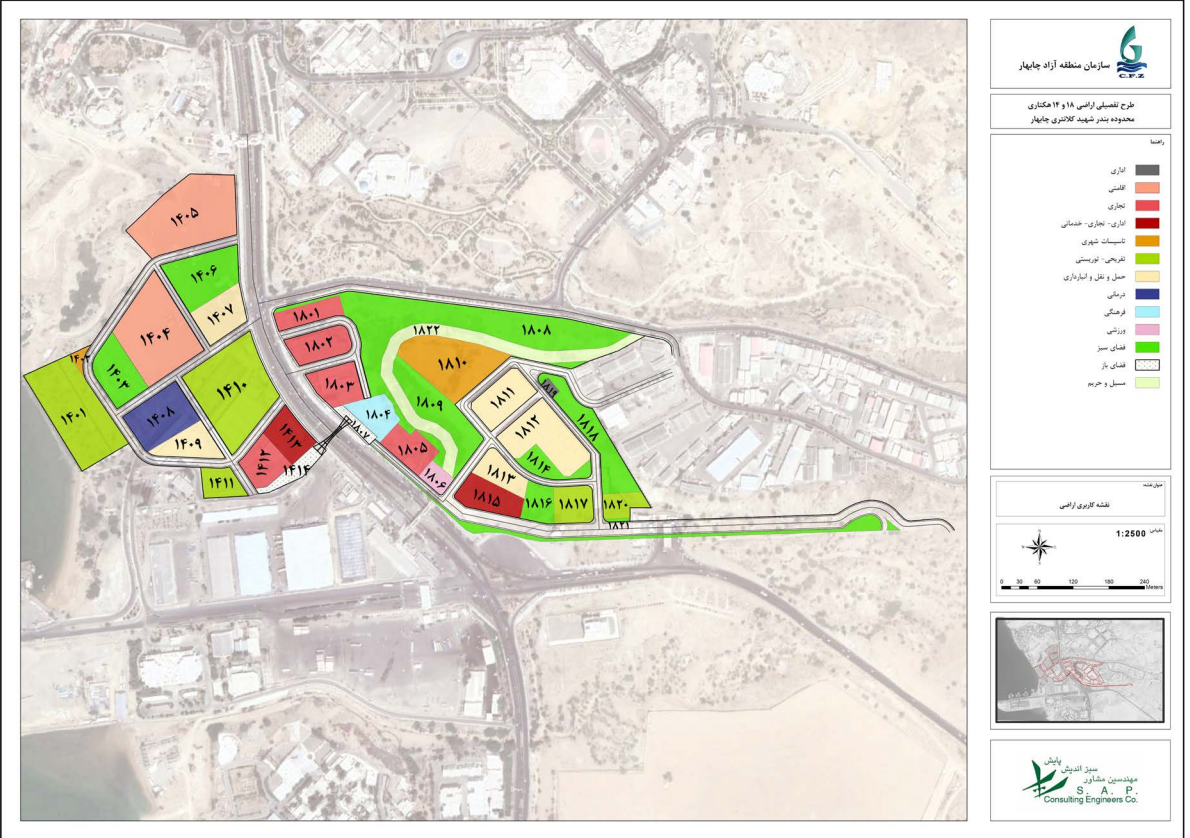 سازمان منطقه آزاد چابهار
C.F.Z
طرح تفصیلی اراضی ۱۸ و ۱۴ هکتاری
محدوده بندر شهید کلانتری چابهار
راهنما
اداری
اقامتی
تجاری
اداری- تجاری- خدماتی
تاسیسات شهری
تفریحی- توریستی
حمل و نقل و انبارداری
درمانی
فرهنگی
ورزشی
فضای سبز
فضای باز
مسیل و حریم
عنوان نقشه:
نقشه کاربری اراضی
مقیاس: 1:2500
0 30 60 120 180 240
Meters
پایش
سبز اندیش
مهندسین مشاور
S. A. P.
Consulting Engineers Co.
۱۴۰۵
۱۴۰۶
۱۴۰۷
۱۴۰۴
۱۴۰۲
۱۴۰۳
۱۴۰۱
۱۴۰۸
۱۴۰۹
۱۴۱۰
۱۴۱۱
۱۴۱۲
۱۴۱۳
۱۴۱۴
۱۸۰۱
۱۸۰۲
۱۸۰۳
۱۸۰۴
۱۸۰۷
۱۸۰۵
۱۸۰۶
۱۸۲۲
۱۸۰۸
۱۸۱۰
۱۸۰۹
۱۸۱۱
۱۸۱۹
۱۸۱۲
۱۸۱۸
۱۸۱۴
۱۸۱۳
۱۸۱۵
۱۸۱۶
۱۸۱۷
۱۸۲۰
۱۸۲۱